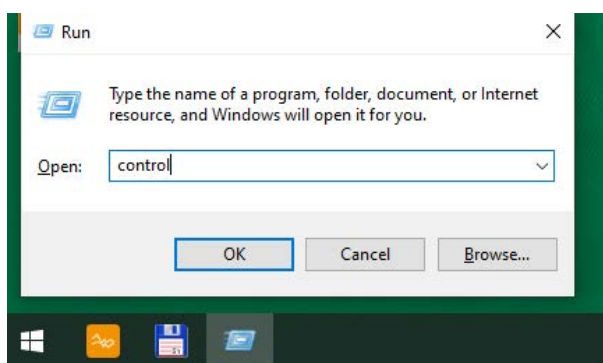 Run
Type the name of a program, folder, document, or Internet
resource, and Windows will open it for you.
Open: control
OK Cancel Browse...